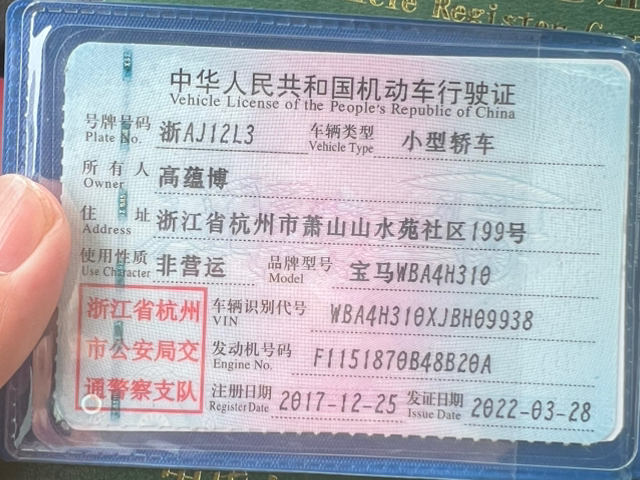 Vehicle Register Cer
中华人民共和国机动车行驶证
Vehicle License of the People's Republic of China
号牌号码 浙AJ12L3 车辆类型 小型轿车
Plate No. Vehicle Type
所有人 高蕴博
Owner
住址 浙江省杭州市萧山山水苑社区199号
Address
使用性质 非营运 品牌型号 宝马WBA4H310
Use Character Model
浙江省杭州 车辆识别代号 WBA4H310XJBH09938
VIN
市公安局交 发动机号码 F1151870B48B20A
Engine No.
通警察支队 注册日期 2017-12-25 发证日期 2022-03-28
Register Date Issue Date